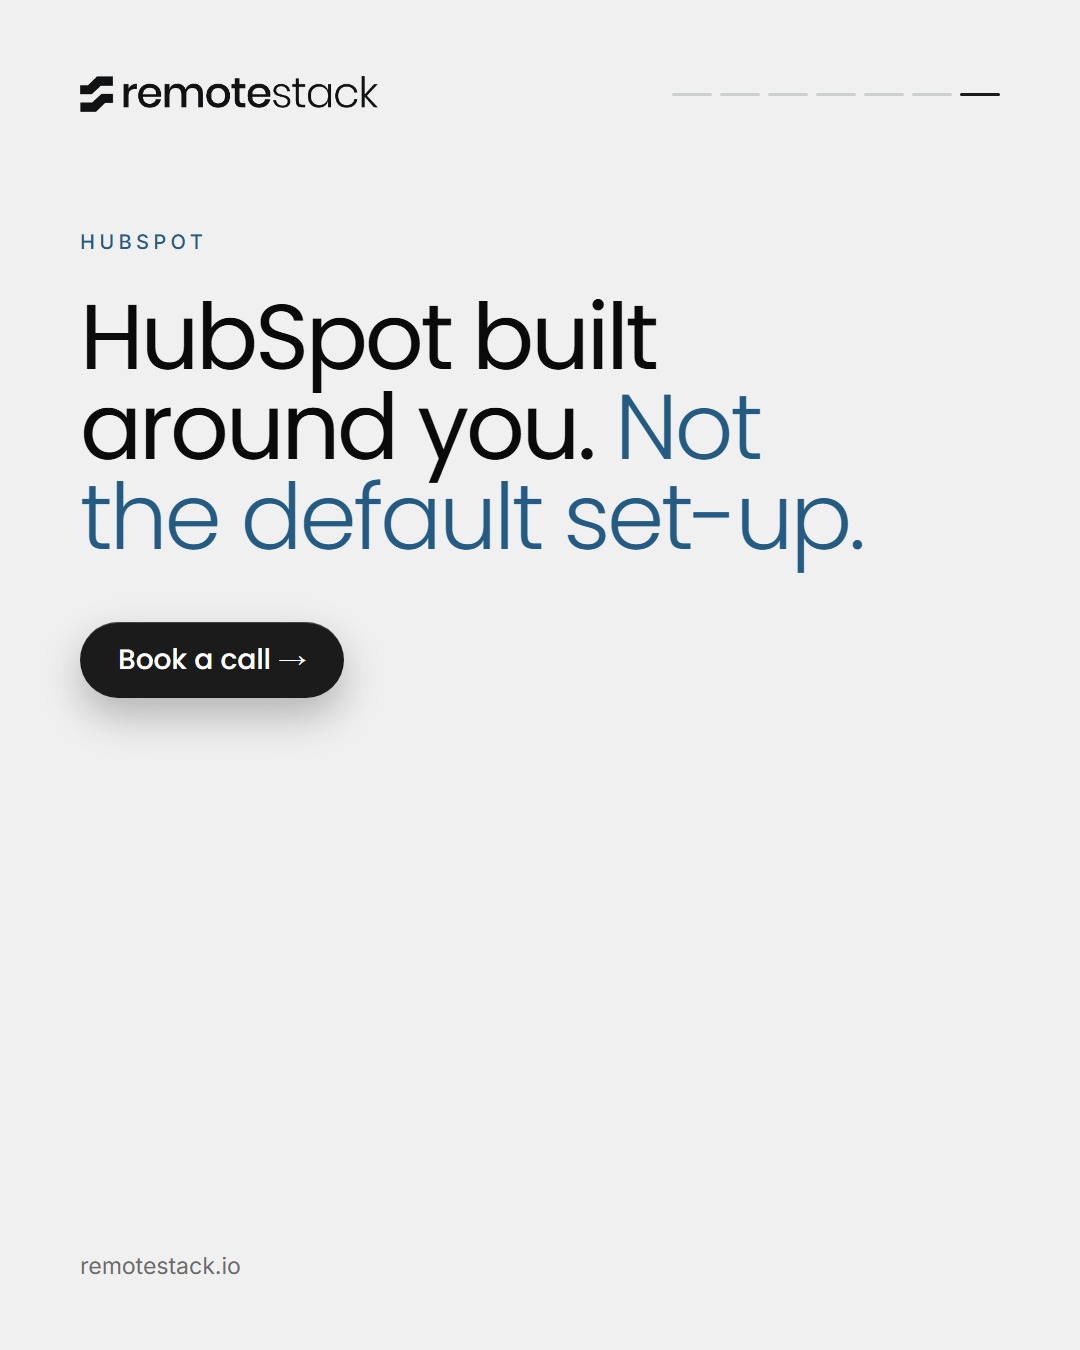 remotestack
HUBSPOT
HubSpot built
around you. Not
the default set-up.
Book a call →
remotestack.io